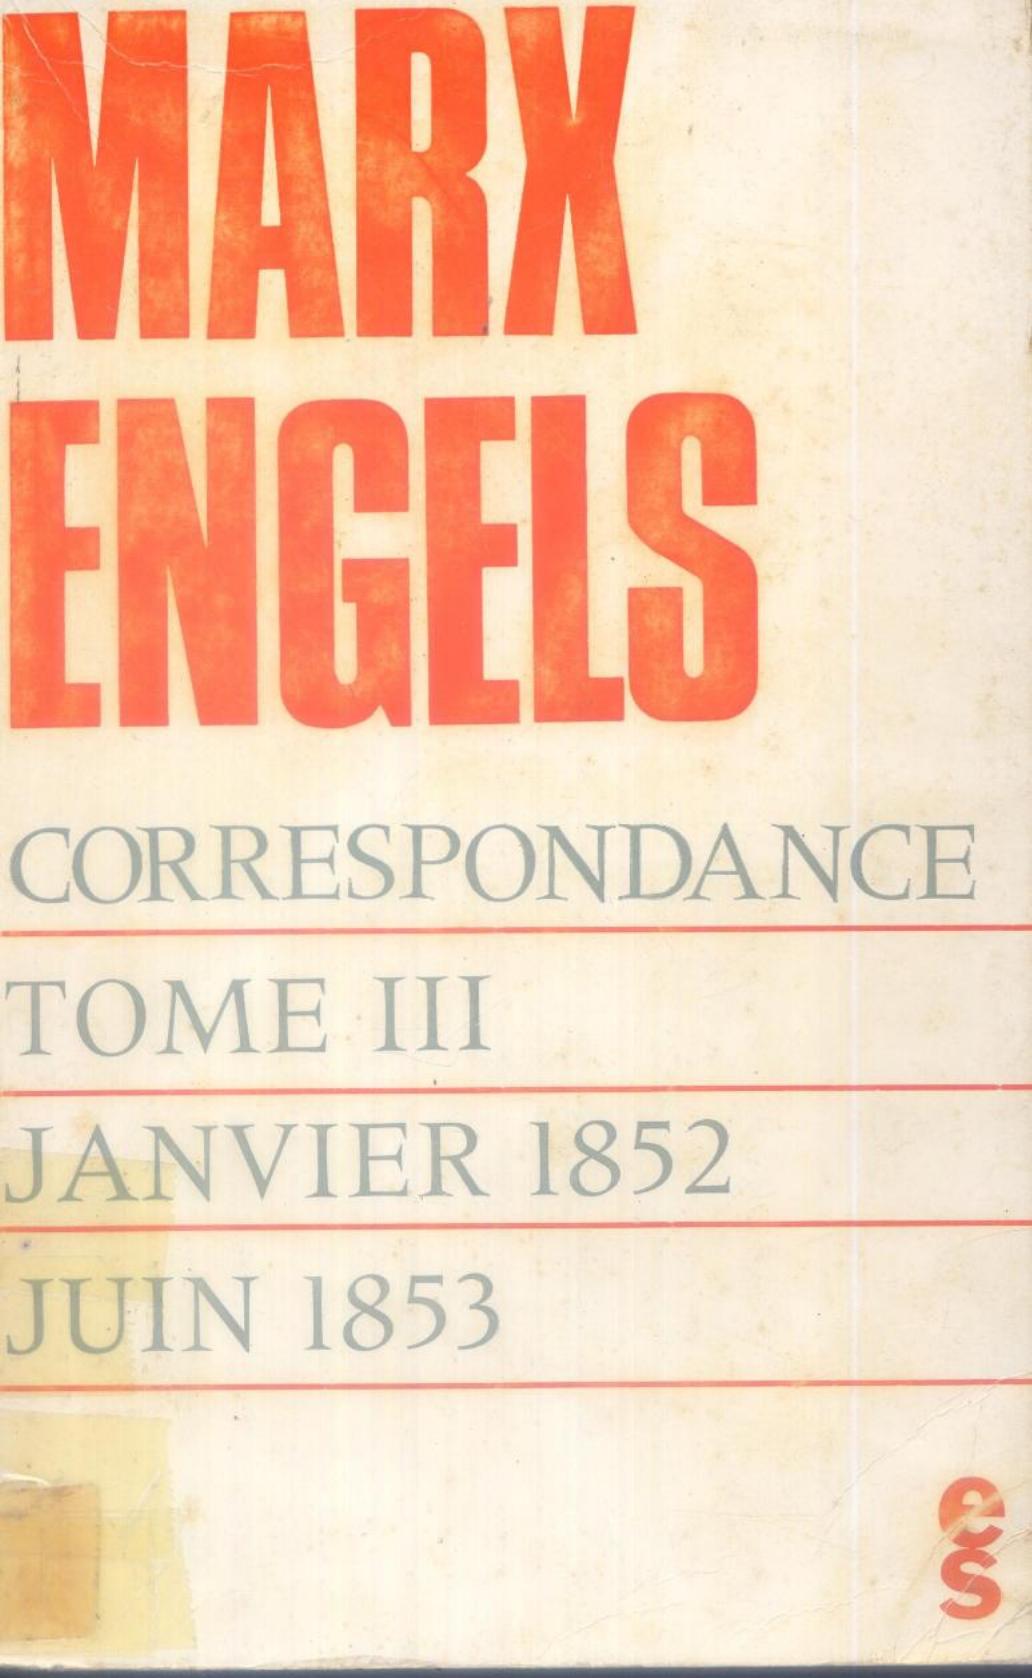 MARX
ENGELS
CORRESPONDANCE
TOME III
JANVIER 1852
JUIN 1853
es